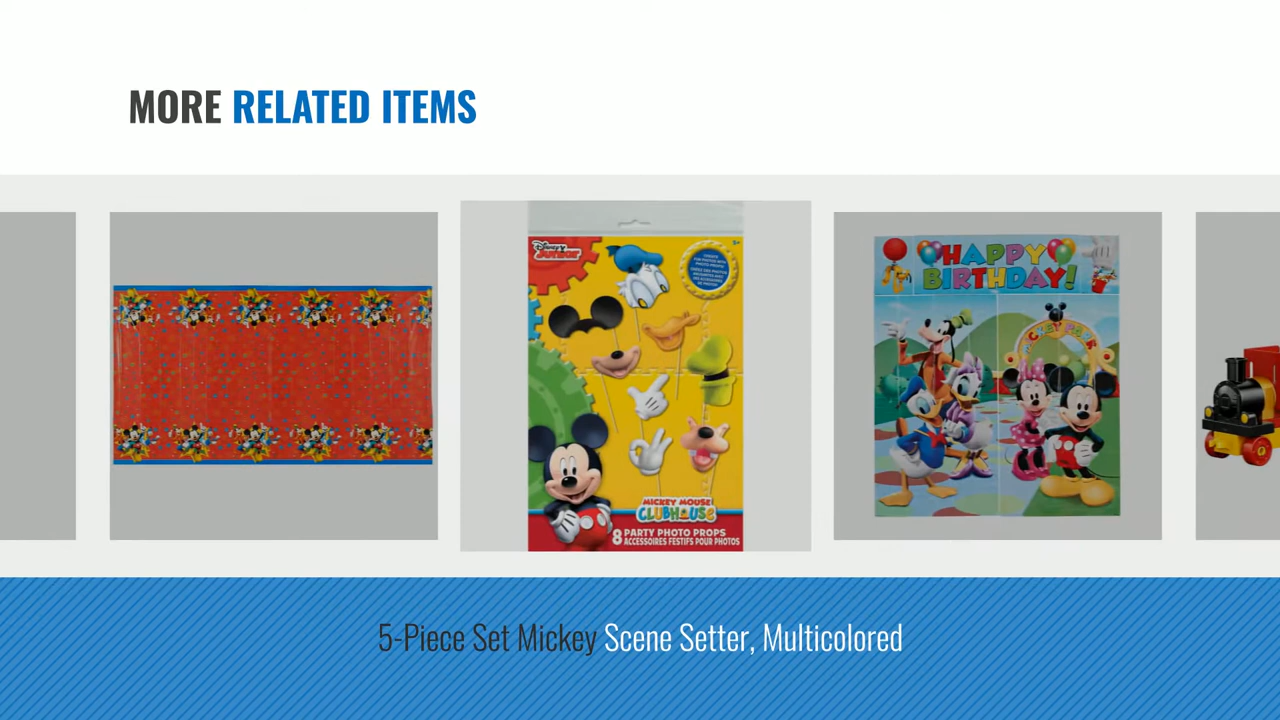 MORE RELATED ITEMS
Disney
Junior
MICKEY MOUSE
CLUBHOUSE
8 PARTY PHOTO PROPS
ACCESSOIRES FESTIFS POUR PHOTOS
HAPPY
BIRTHDAY!
5-Piece Set Mickey Scene Setter, Multicolored